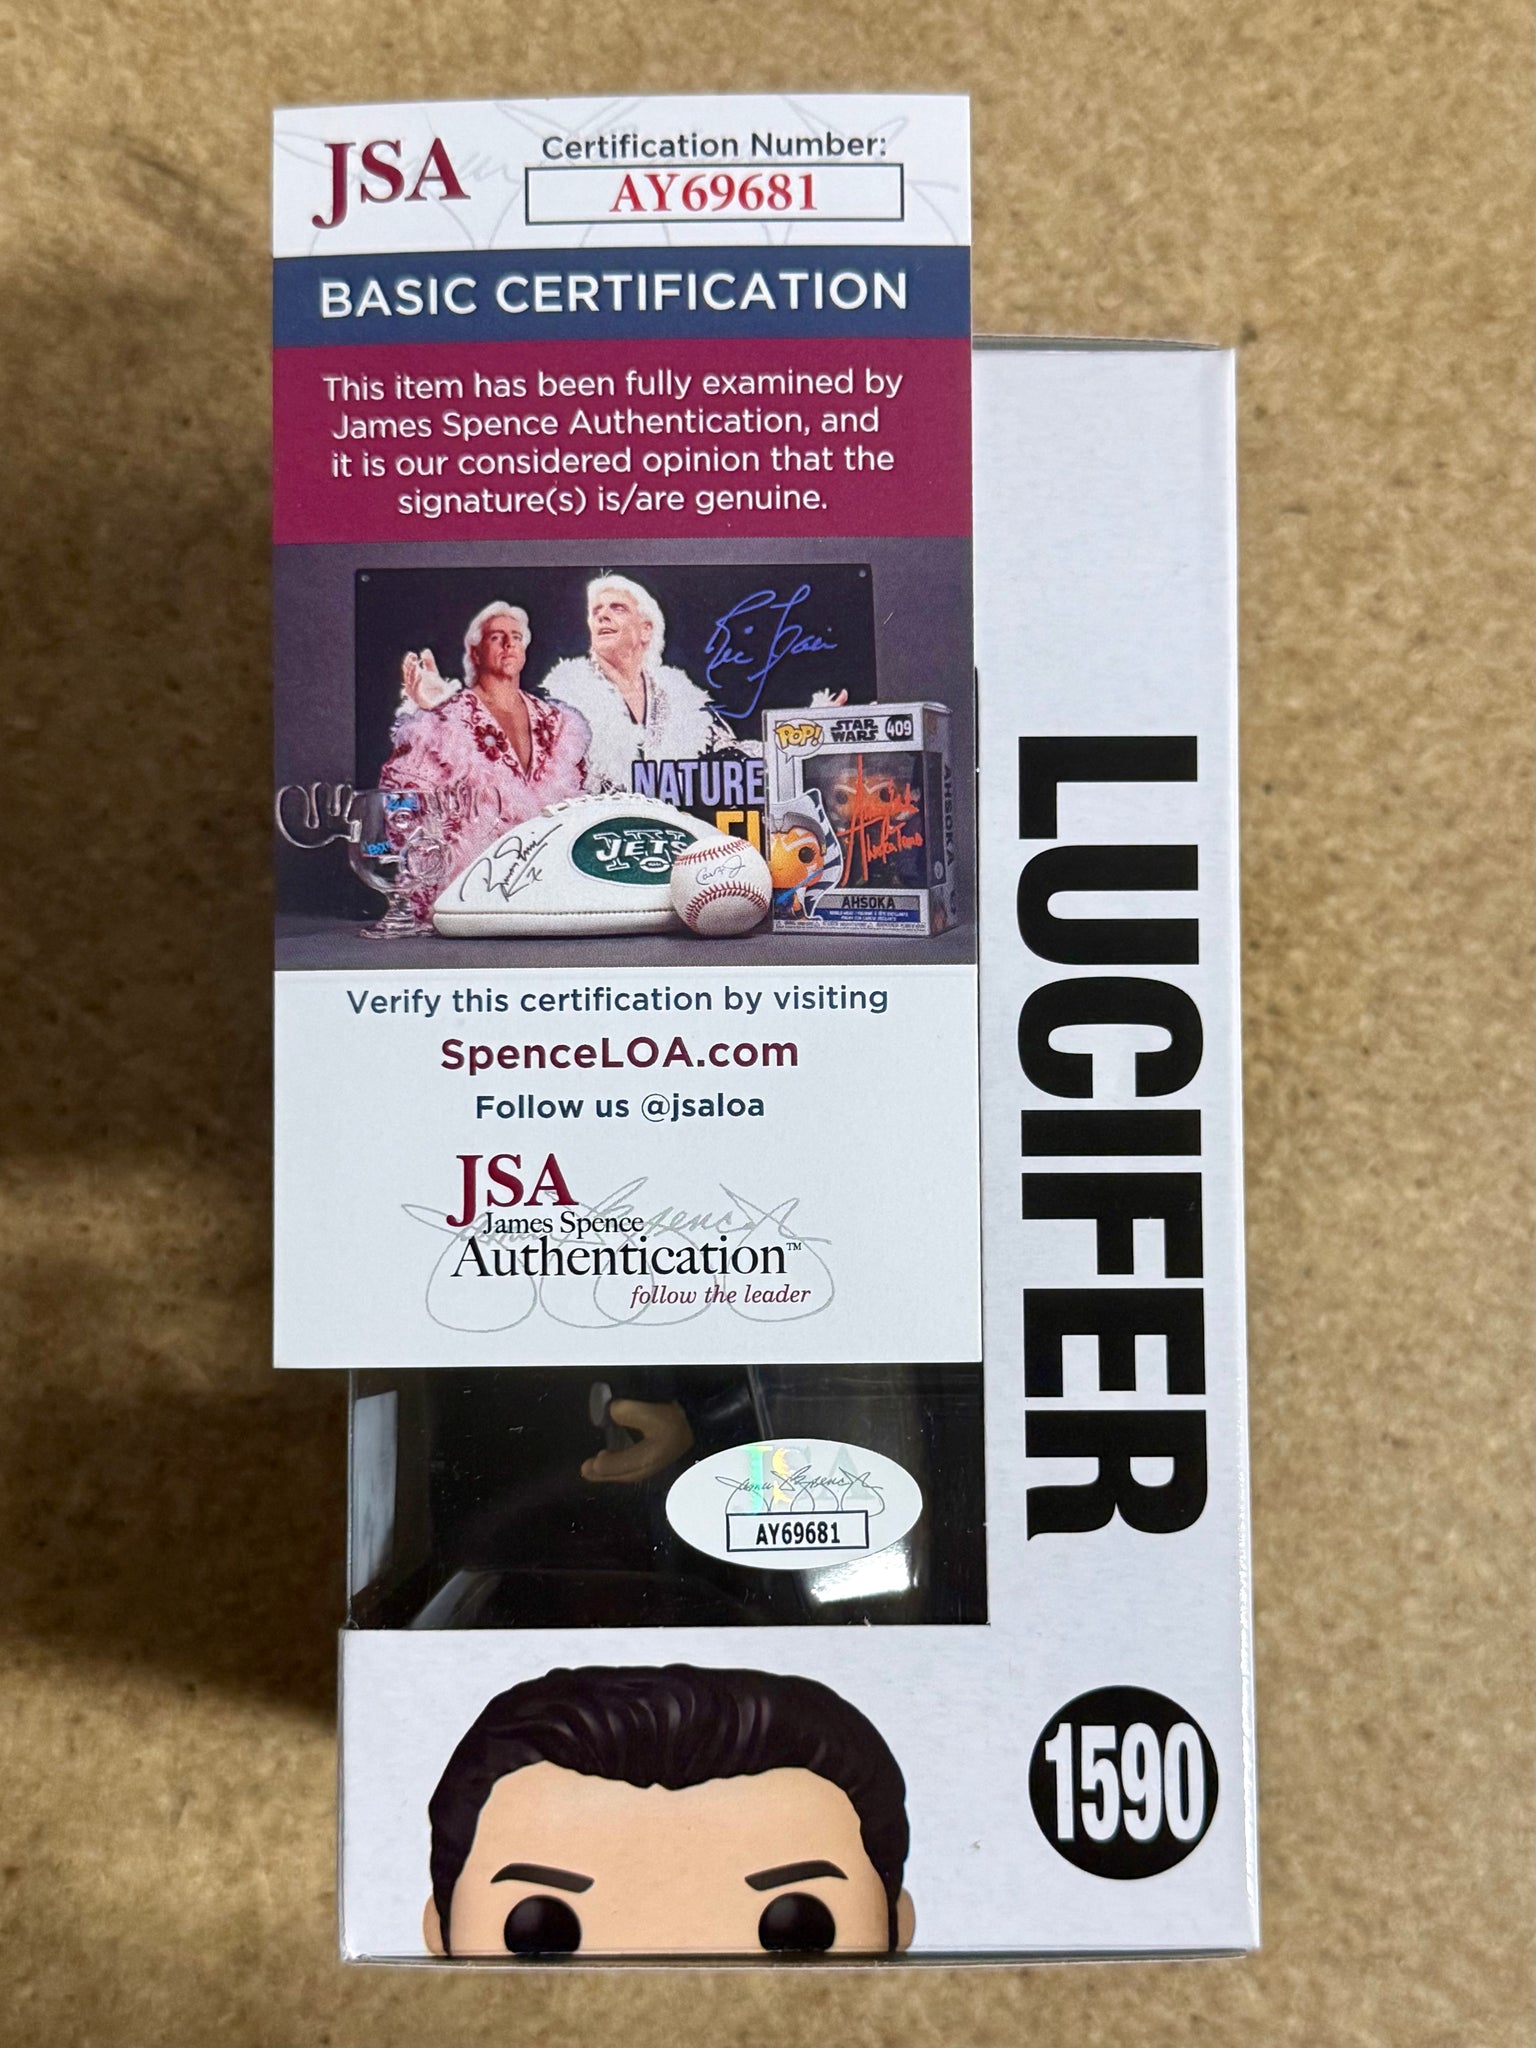 JSA
Certification Number:
AY69681
BASIC CERTIFICATION
This item has been fully examined by
James Spence Authentication, and
it is our considered opinion that the
signature(s) is/are genuine.
NATURE
JETS
POP!
STAR
WARS
409
AHSOKA
Verify this certification by visiting
SpenceLOA.com
Follow us @jsaloa
JSA
James Spence
Authentication™
follow the leader
JSA
AY69681
LUCIFER
1590